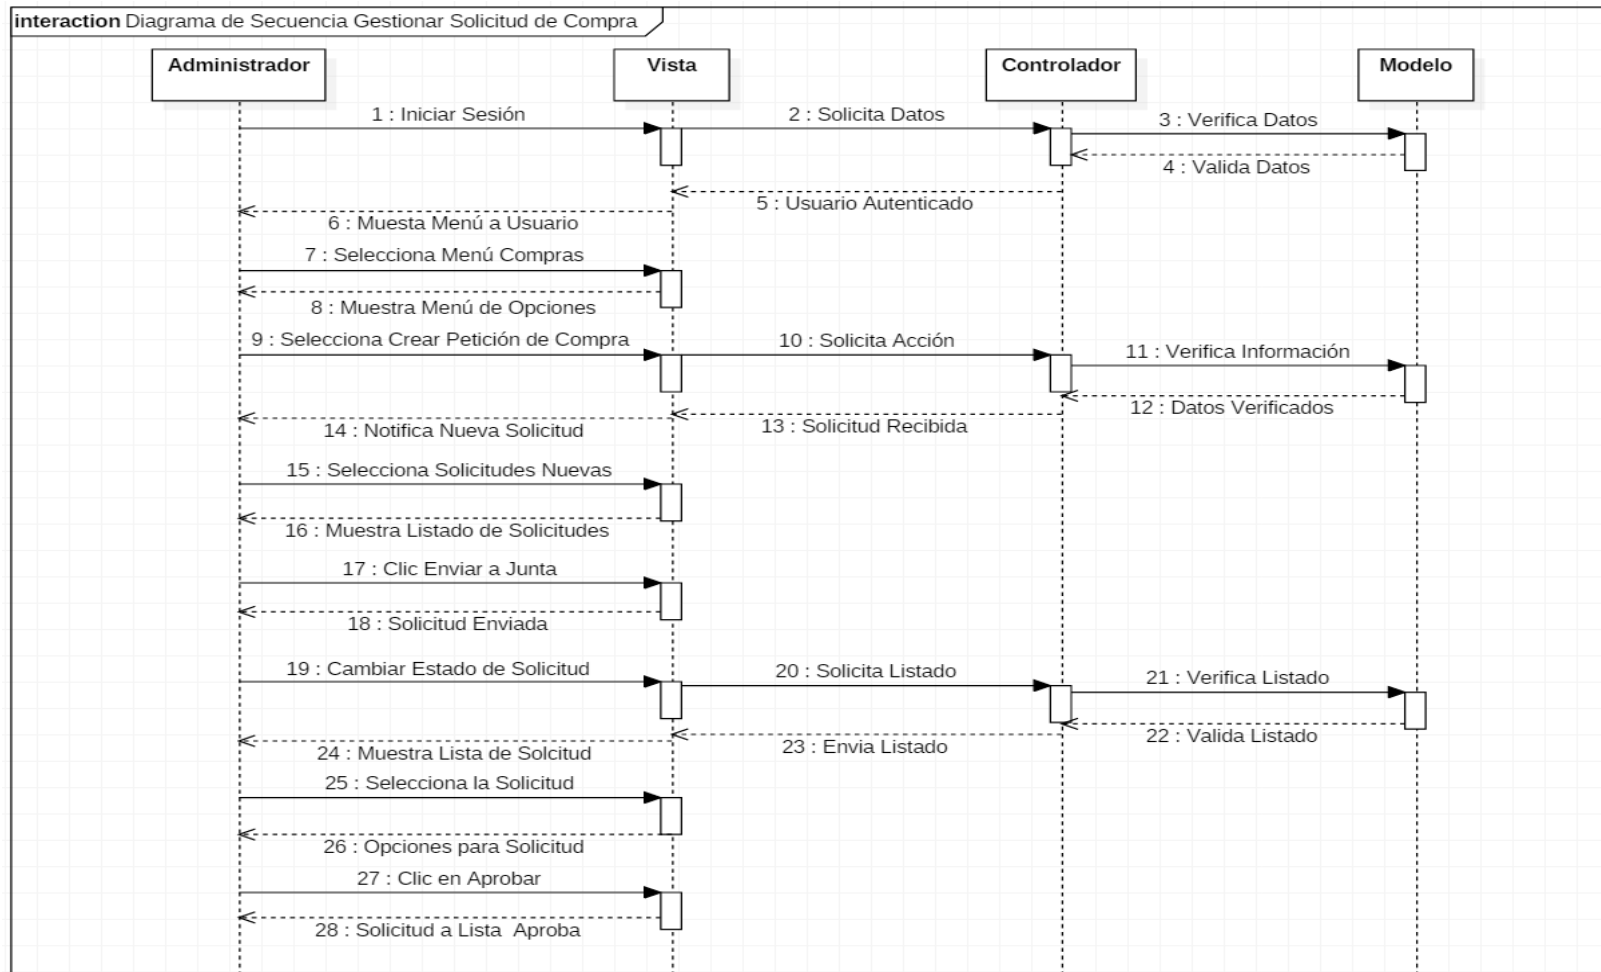 interaction Diagrama de Secuencia Gestionar Solicitud de Compra
Administrador
Vista
Controlador
Modelo
1 : Iniciar Sesión
2 : Solicita Datos
3 : Verifica Datos
4 : Valida Datos
5 : Usuario Autenticado
6 : Muesta Menú a Usuario
7 : Selecciona Menú Compras
8 : Muestra Menú de Opciones
9 : Selecciona Crear Petición de Compra
10 : Solicita Acción
11 : Verifica Información
12 : Datos Verificados
13 : Solicitud Recibida
14 : Notifica Nueva Solicitud
15 : Selecciona Solicitudes Nuevas
16 : Muestra Listado de Solicitudes
17 : Clic Enviar a Junta
18 : Solicitud Enviada
19 : Cambiar Estado de Solicitud
20 : Solicita Listado
21 : Verifica Listado
22 : Valida Listado
23 : Envia Listado
24 : Muestra Lista de Solcitud
25 : Selecciona la Solicitud
26 : Opciones para Solicitud
27 : Clic en Aprobar
28 : Solicitud a Lista  Aproba